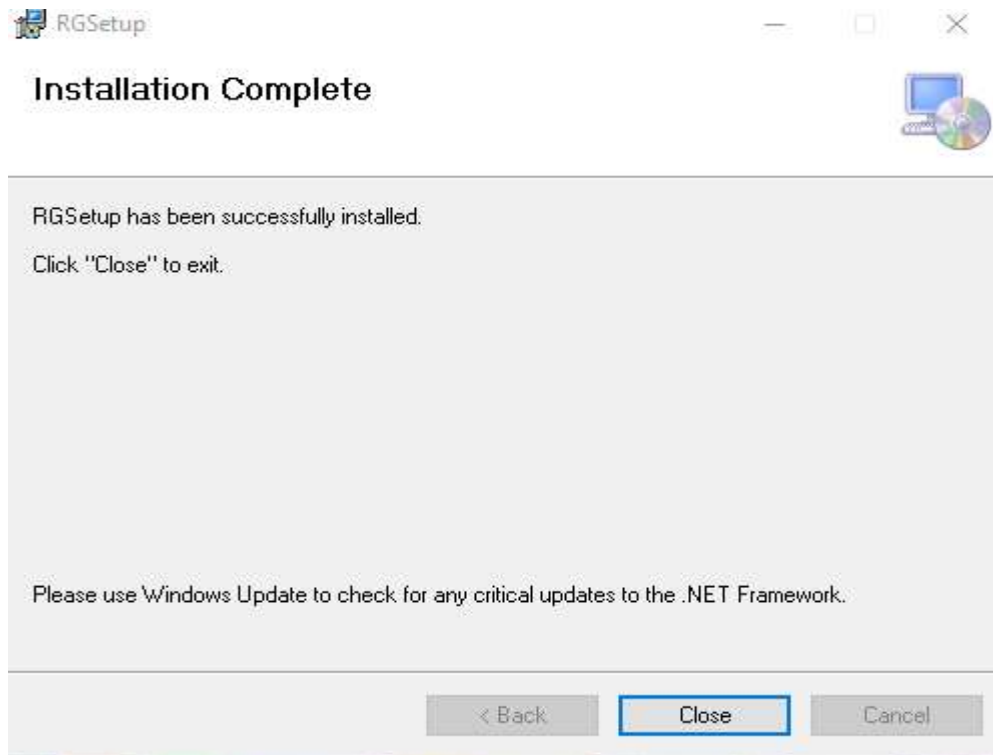 RGSetup
Installation Complete
RGSetup has been successfully installed.
Click "Close" to exit.
Please use Windows Update to check for any critical updates to the .NET Framework.
< Back
Close
Cancel